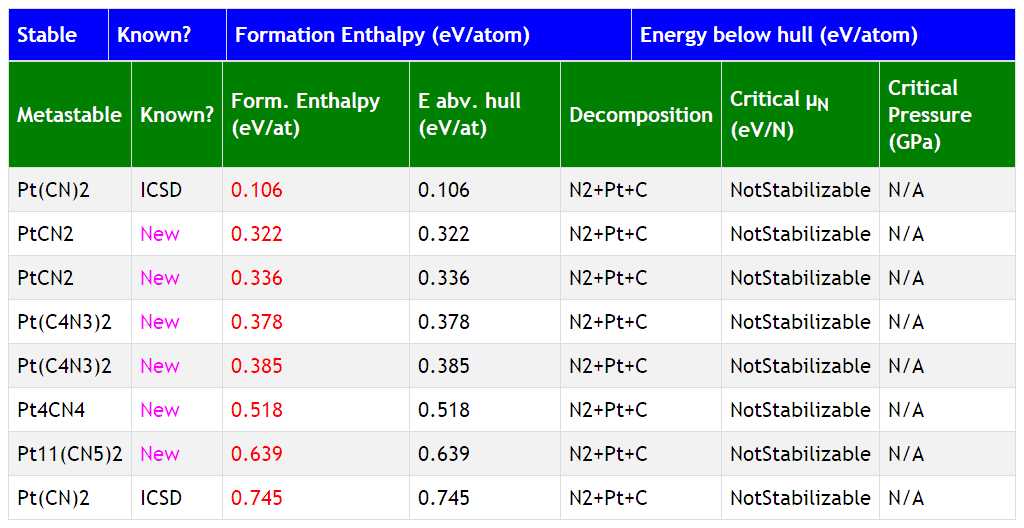 Stable Known? Formation Enthalpy (eV/atom) Energy below hull (eV/atom)
Metastable Known? Form. Enthalpy (eV/at) E abv. hull (eV/at) Decomposition Critical μN (eV/N) Critical Pressure (GPa)
Pt(CN)2 ICSD 0.106 0.106 N2+Pt+C NotStabilizable N/A
PtCN2 New 0.322 0.322 N2+Pt+C NotStabilizable N/A
PtCN2 New 0.336 0.336 N2+Pt+C NotStabilizable N/A
Pt(C4N3)2 New 0.378 0.378 N2+Pt+C NotStabilizable N/A
Pt(C4N3)2 New 0.385 0.385 N2+Pt+C NotStabilizable N/A
Pt4CN4 New 0.518 0.518 N2+Pt+C NotStabilizable N/A
Pt11(CN5)2 New 0.639 0.639 N2+Pt+C NotStabilizable N/A
Pt(CN)2 ICSD 0.745 0.745 N2+Pt+C NotStabilizable N/A